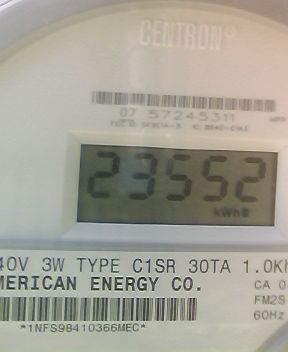 CENTRON®
07 57245311
23552
kWh
40V 3W TYPE C1SR 30TA 1.0Kh
MERICAN ENERGY CO.
CA 0
FM2S
60Hz
*1NFS98410366MEC*